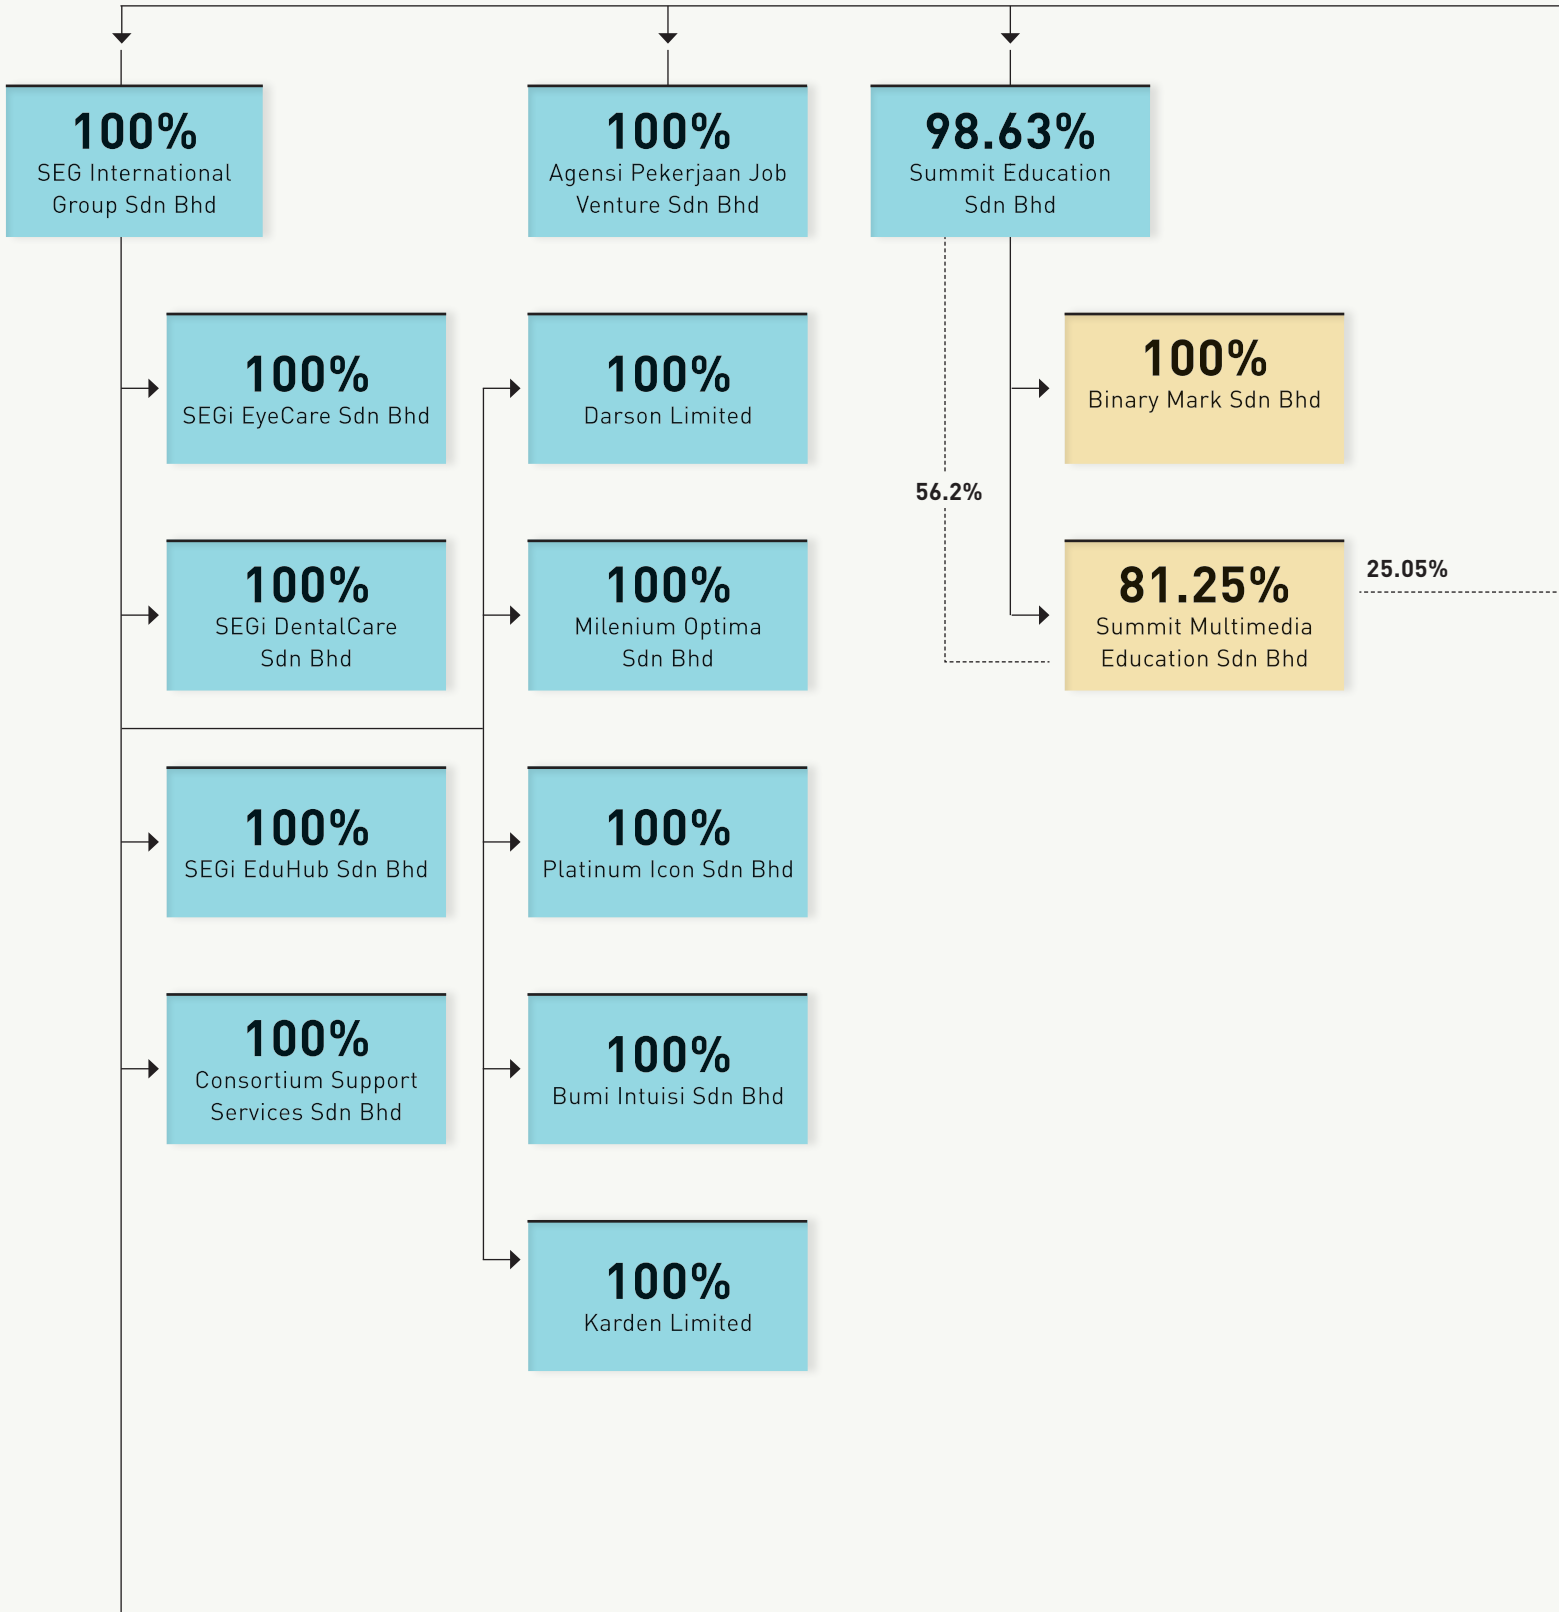 100%
SEG International
Group Sdn Bhd
100%
Agensi Pekerjaan Job
Venture Sdn Bhd
98.63%
Summit Education
Sdn Bhd
100%
SEGi EyeCare Sdn Bhd
100%
Darson Limited
100%
Binary Mark Sdn Bhd
56.2%
100%
SEGi DentalCare
Sdn Bhd
100%
Milenium Optima
Sdn Bhd
81.25%
Summit Multimedia
Education Sdn Bhd
25.05%
100%
SEGi EduHub Sdn Bhd
100%
Platinum Icon Sdn Bhd
100%
Consortium Support
Services Sdn Bhd
100%
Bumi Intuisi Sdn Bhd
100%
Karden Limited